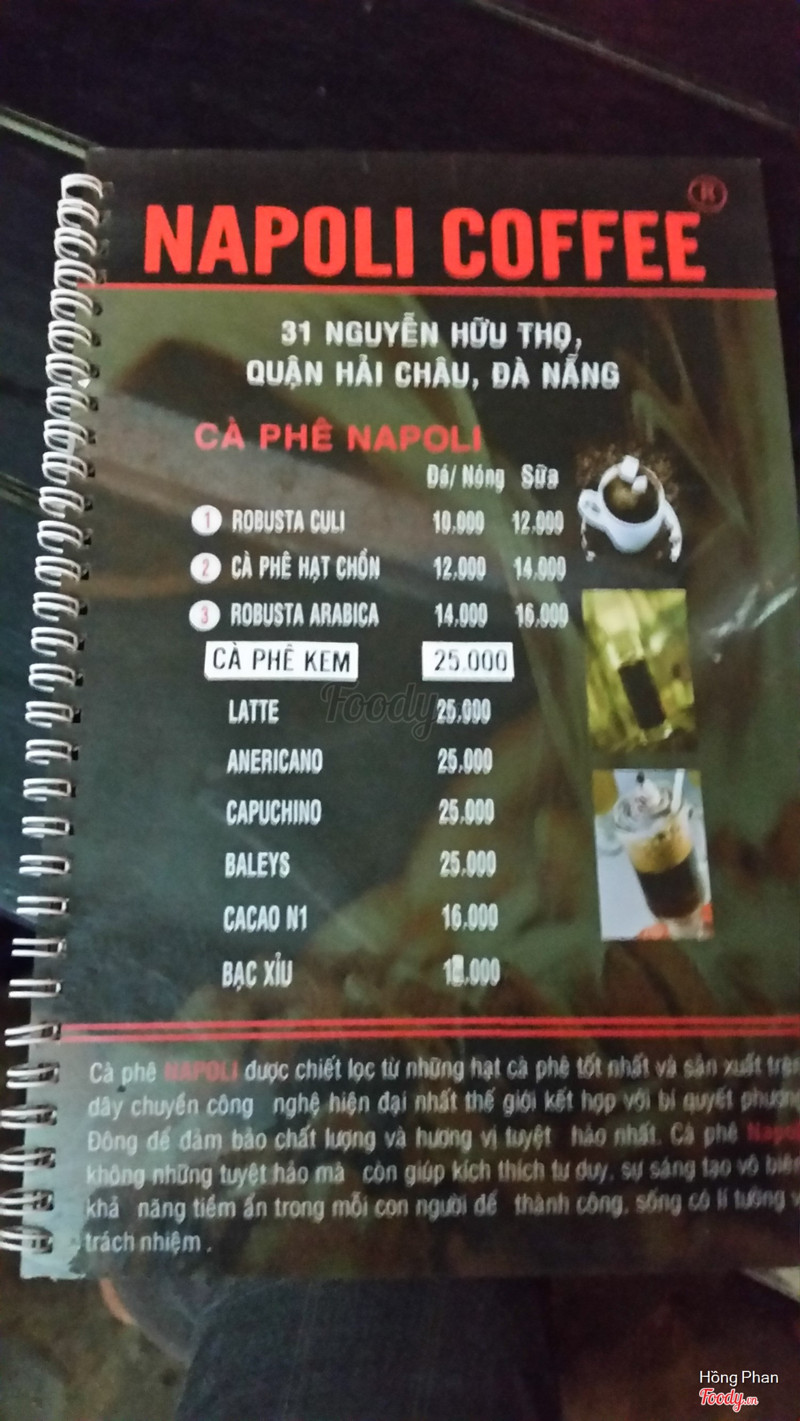 R
NAPOLI COFFEE
31 NGUYỄN HỮU THỌ,
QUẬN HẢI CHÂU, ĐÀ NẴNG
CÀ PHÊ NAPOLI
Đá/ Nóng Sữa
1 ROBUSTA CULI 10.000 12.000
2 CÀ PHÊ HẠT CHỒN 12.000 14.000
3 ROBUSTA ARABICA 14.000 16.000
CÀ PHÊ KEM 25.000
Foody
LATTE 25.000
ANERICANO 25.000
CAPUCHINO 25.000
BALEYS 25.000
CACAO N1 16.000
BẠC XỈU
Cà phê NAPOLI được chiết lọc từ những hạt cà phê tốt nhất và sản xuất trên
dây chuyền công nghệ hiện đại nhất thế giới kết hợp với bí quyết phương
Đông để đảm bảo chất lượng và hương vị tuyệt hảo nhất. Cà phê Napoli
không những tuyệt hảo mà còn giúp kích thích tư duy, sự sáng tạo vô biên
khả năng tiềm ẩn trong mỗi con người để thành công, sống có lí tưởng
trách nhiệm .
Hồng Phan
Foody.vn